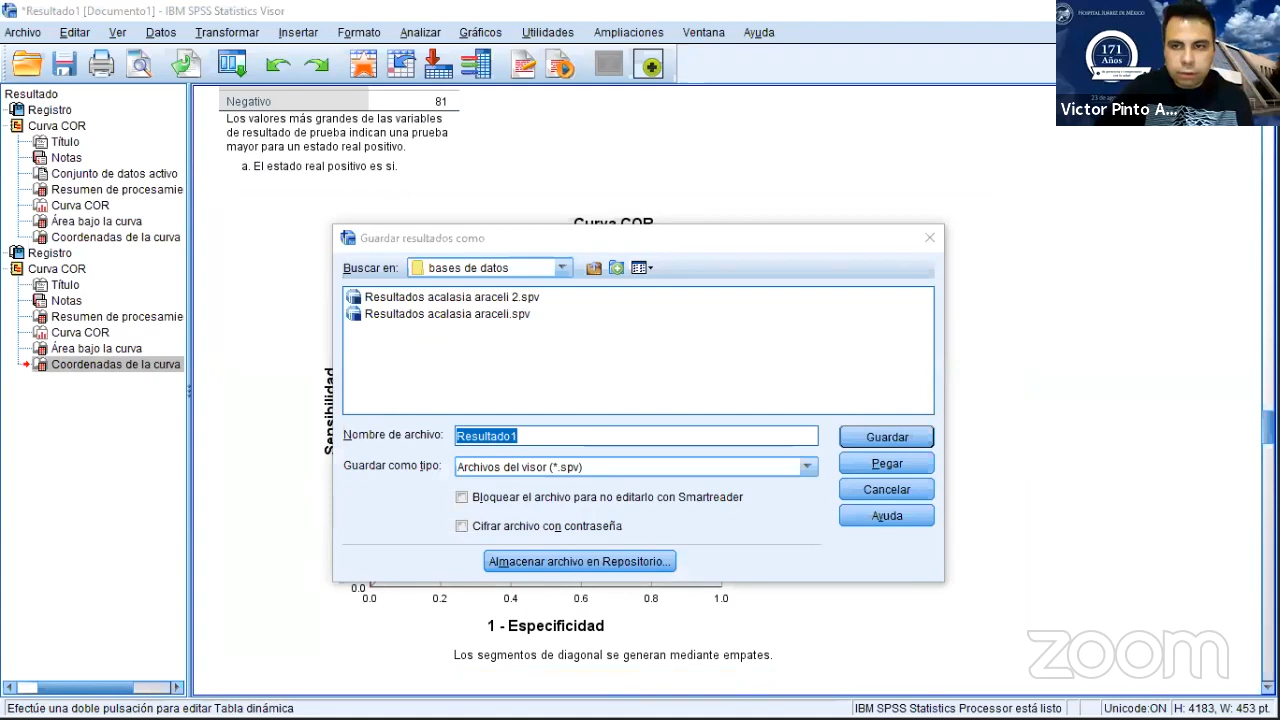 *Resultado1 [Documento1] - IBM SPSS Statistics Visor
Archivo Editar Ver Datos Transformar Insertar Formato Analizar Gráficos Utilidades Ampliaciones Ventana Ayuda
HOSPITAL JUÁREZ DE MÉXICO
171
Años
23 de ago
Victor Pinto A...
Resultado
Registro
Curva COR
Título
Notas
Conjunto de datos activo
Resumen de procesamie
Curva COR
Área bajo la curva
Coordenadas de la curva
Registro
Curva COR
Título
Notas
Resumen de procesamie
Curva COR
Área bajo la curva
Coordenadas de la curva
Negativo 81
Los valores más grandes de las variables
de resultado de prueba indican una prueba
mayor para un estado real positivo.
a. El estado real positivo es si.
Curva COR
Sensibilidad
Guardar resultados como
Buscar en: bases de datos
Resultados acalasia araceli 2.spv
Resultados acalasia araceli.spv
Nombre de archivo: Resultado1
Guardar como tipo: Archivos del visor (*.spv)
Bloquear el archivo para no editarlo con Smartreader
Cifrar archivo con contraseña
Almacenar archivo en Repositorio...
Guardar
Pegar
Cancelar
Ayuda
0.0
0.0 0.2 0.4 0.6 0.8 1.0
1 - Especificidad
Los segmentos de diagonal se generan mediante empates.
zoom
Efectúe una doble pulsación para editar Tabla dinámica
IBM SPSS Statistics Processor está listo
Unicode:ON H: 4183, W: 453 pt.